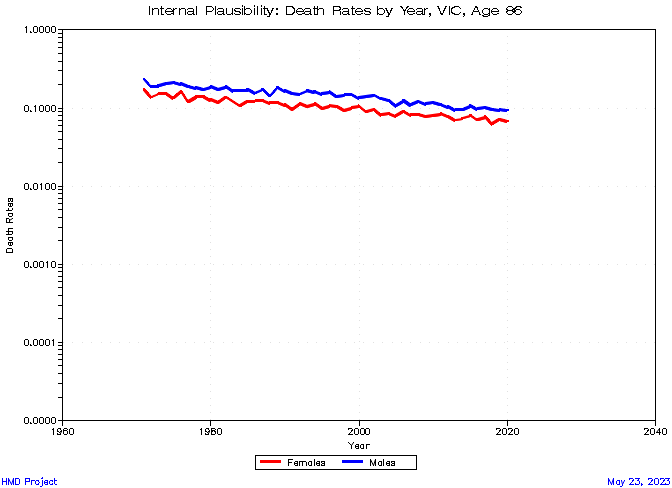 Internal Plausibility: Death Rates by Year, VIC, Age 86
1.0000
0.1000
0.0100
0.0010
0.0001
0.0000
Death Rates
1960 1980 2000 2020 2040
Year
Females Males
HMD Project May 23, 2023